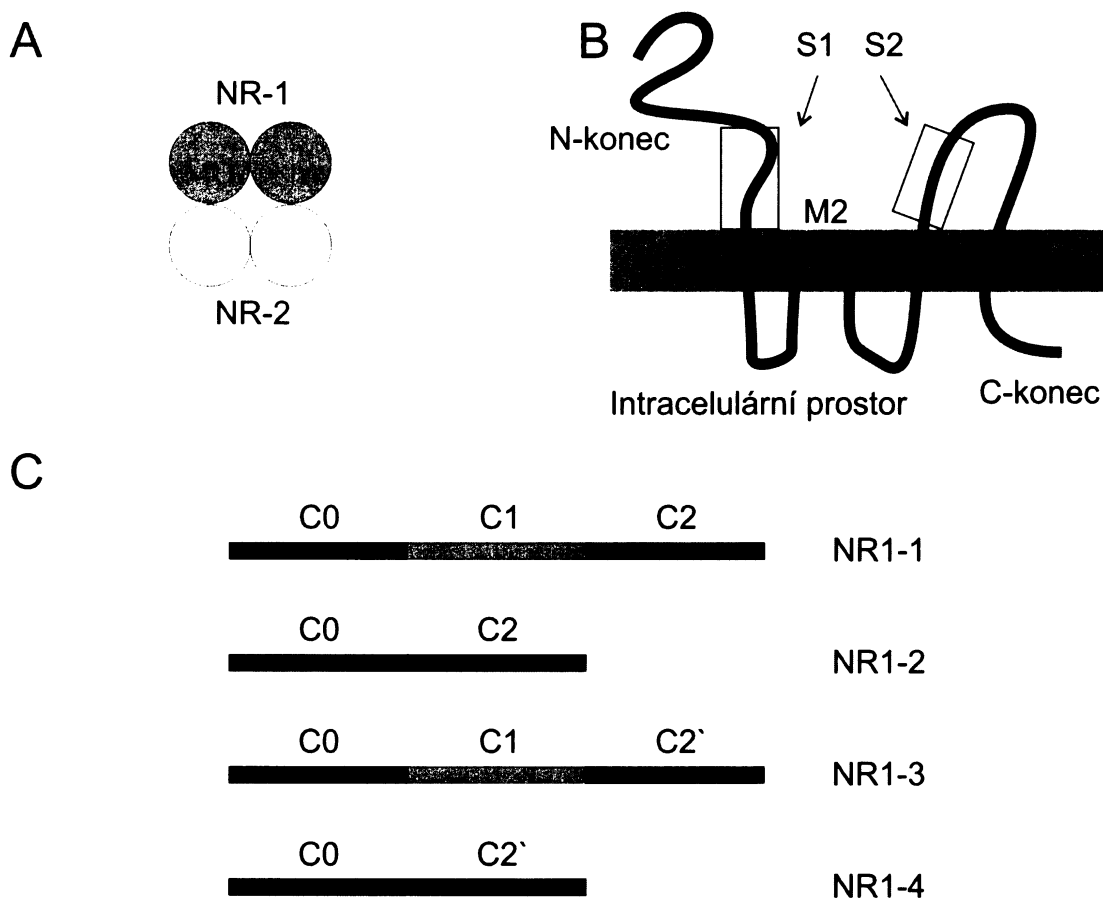 A
NR-1
NR-2
B
S1 S2
N-konec
M2
Intracelulární prostor
C-konec
C
C0 C1 C2
NR1-1
C0 C2
NR1-2
C0 C1 C2`
NR1-3
C0 C2`
NR1-4